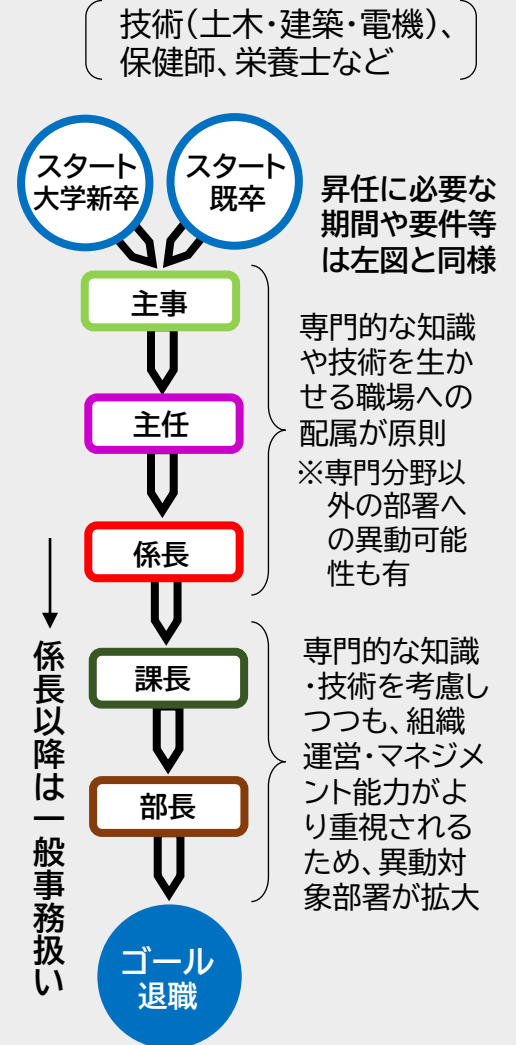 技術(土木・建築・電機)、
保健師、栄養士など
スタート
大学新卒
スタート
既卒
昇任に必要な
期間や要件等
は左図と同様
主事
主任
係長
専門的な知識
や技術を生か
せる職場への
配属が原則
※専門分野以
外の部署へ
の異動可能
性も有
係長以降は一般事務扱い
課長
部長
専門的な知識
・技術を考慮し
つつも、組織
運営・マネジメ
ント能力がよ
り重視される
ため、異動対
象部署が拡大
ゴール
退職